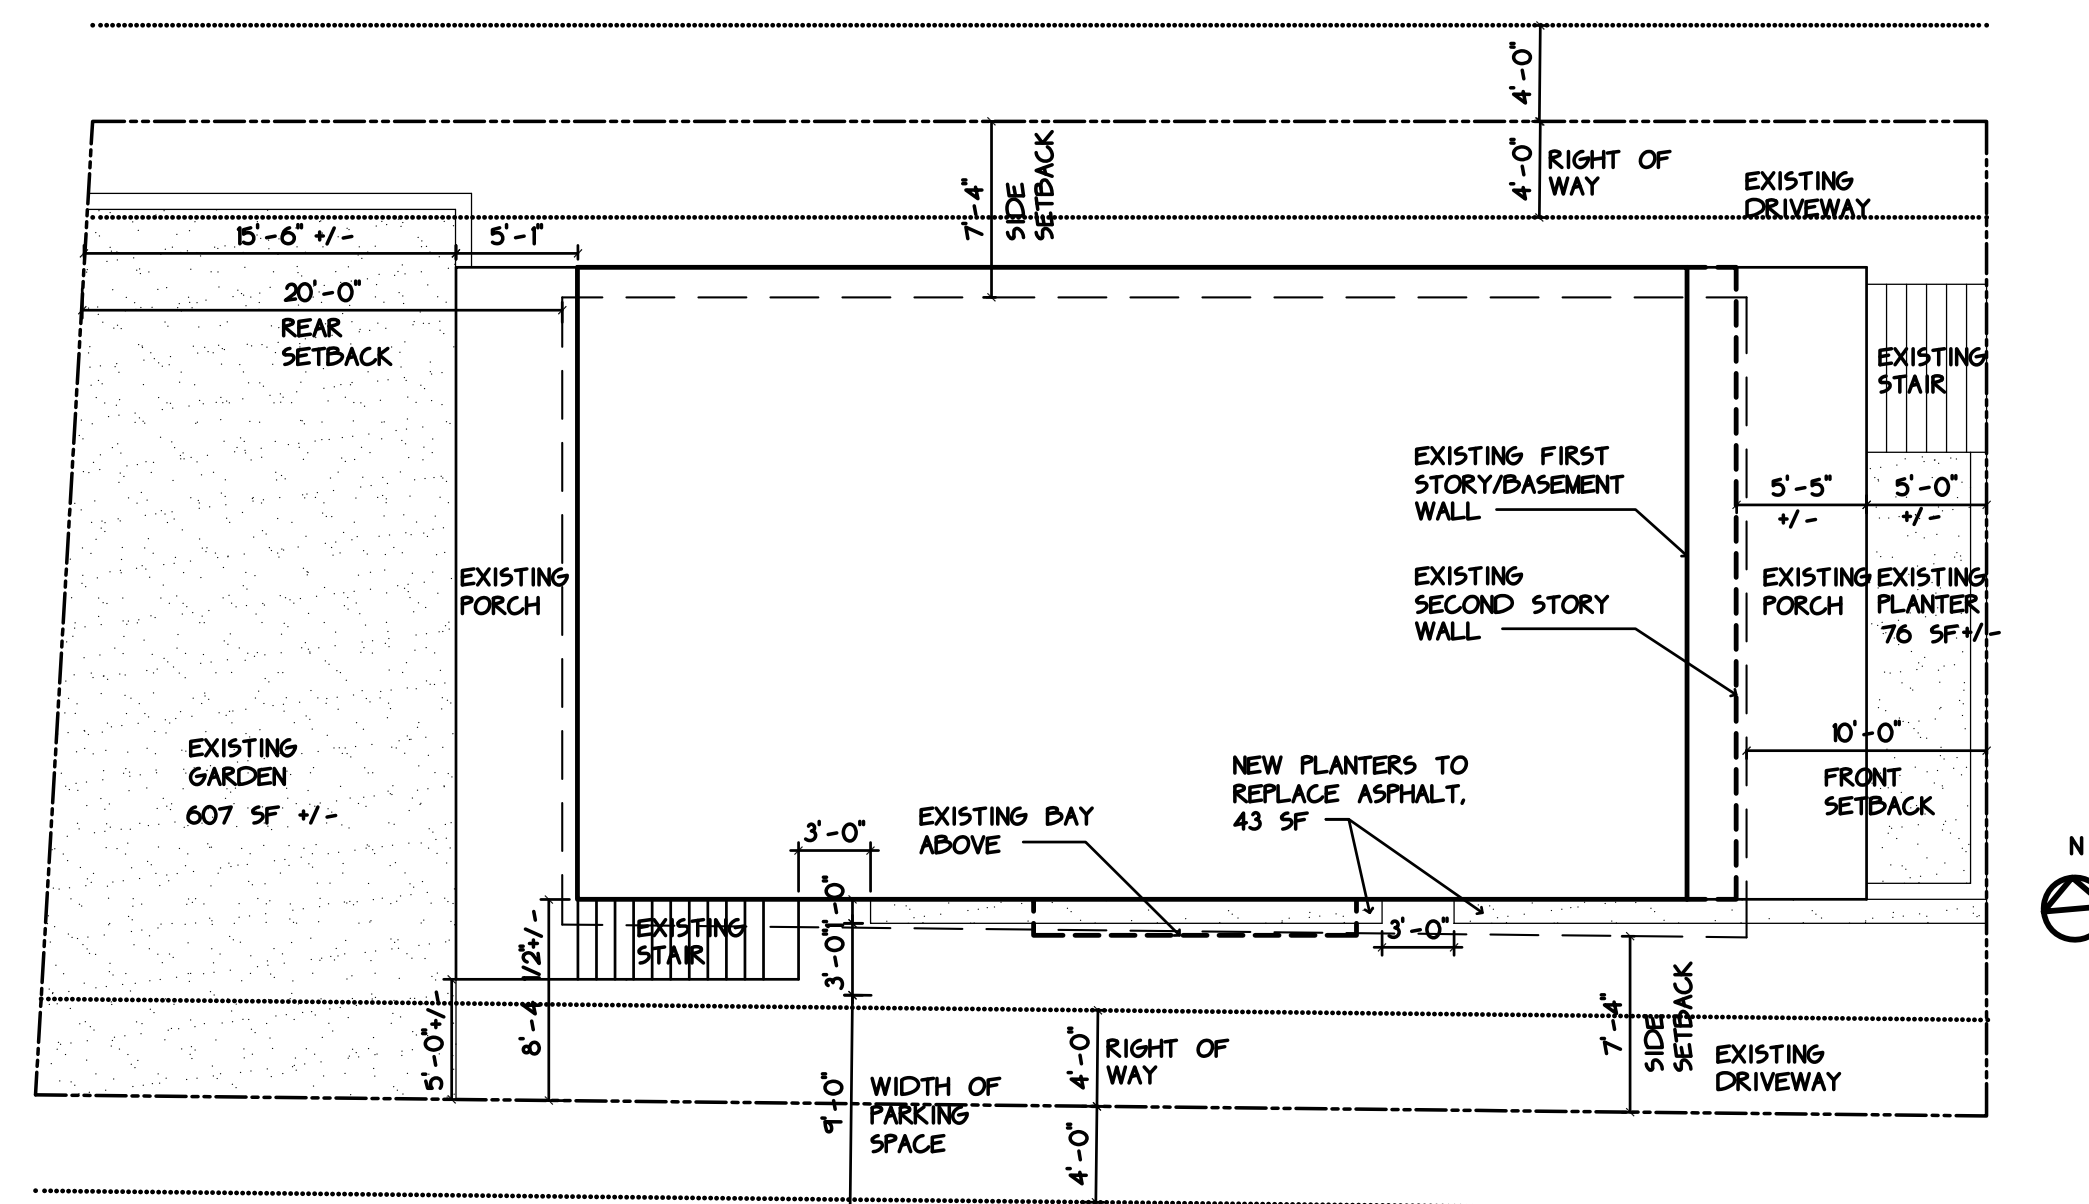 4'-0"
4'-0"
RIGHT OF
WAY
EXISTING
DRIVEWAY
7'-4"
SIDE
SETBACK
15'-6" +/-
5'-1"
20'-0"
REAR
SETBACK
EXISTING
STAIR
EXISTING FIRST
STORY/BASEMENT
WALL
5'-5"
+/-
5'-0"
+/-
EXISTING
PORCH
EXISTING
SECOND STORY
WALL
EXISTING
PORCH
EXISTING
PLANTER
76 SF+/-
10'-0"
FRONT
SETBACK
EXISTING
GARDEN
607 SF +/-
NEW PLANTERS TO
REPLACE ASPHALT,
43 SF
EXISTING BAY
ABOVE
3'-0"
N
EXISTING
STAIR
3'-0"
3'-0"
8'-4 1/2"+/-
5'-0"+/-
7'-4"
SIDE
SETBACK
4'-0"
RIGHT OF
WAY
EXISTING
DRIVEWAY
9'-0"
WIDTH OF
PARKING
SPACE
4'-0"